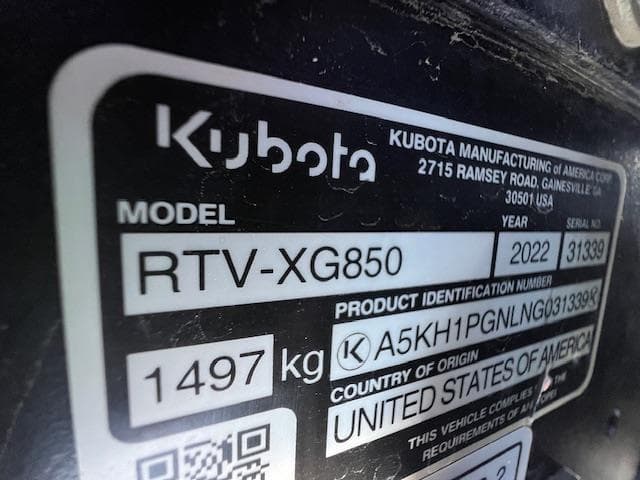 Kubota
KUBOTA MANUFACTURING of AMERICA CORP.
2715 RAMSEY ROAD, GAINESVILLE GA
30501 USA
MODEL
YEAR
SERIAL NO.
RTV-XG850
2022
31339
PRODUCT IDENTIFICATION NUMBER
K A5KH1PGNLNG031339 K
1497 kg
COUNTRY OF ORIGIN
UNITED STATES OF AMERICA
THIS VEHICLE COMPLIES THE
REQUIREMENTS OF AN